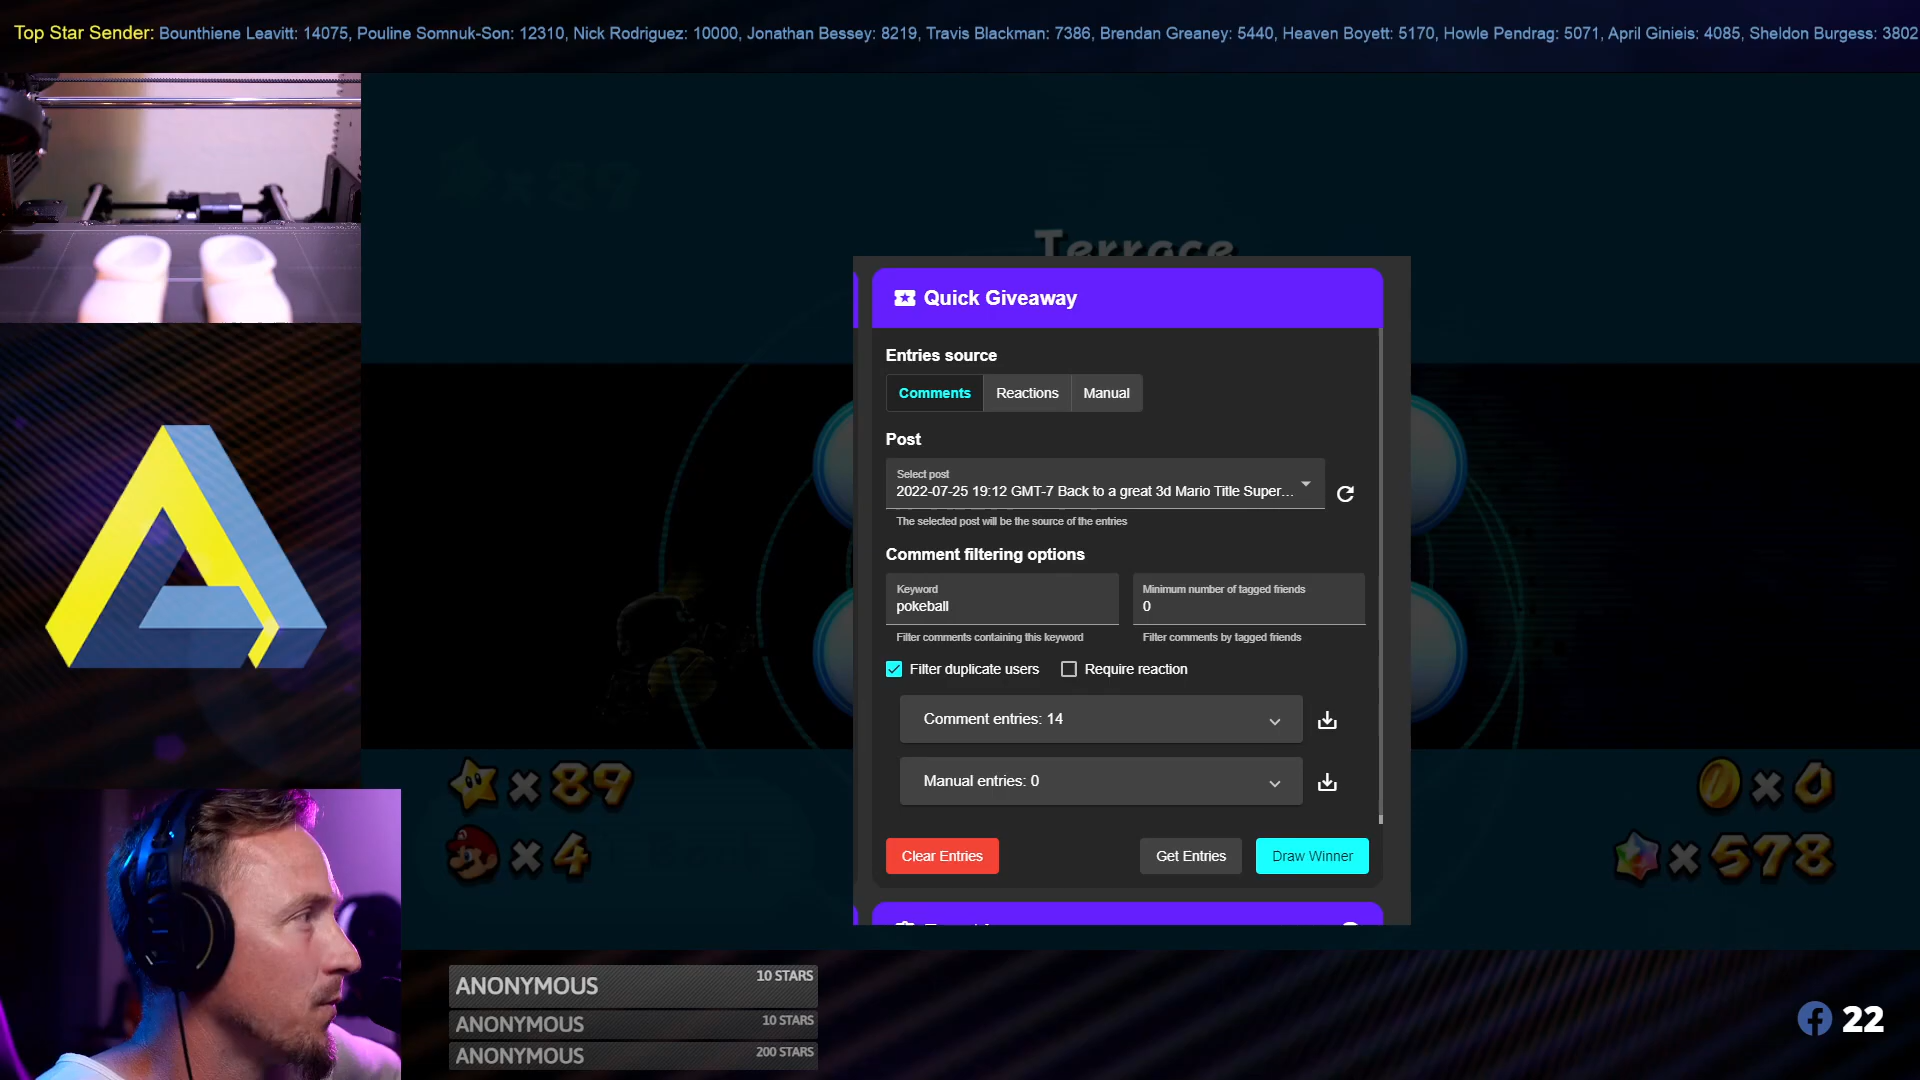 Top Star Sender: Bounthiene Leavitt: 14075, Pouline Somnuk-Son: 12310, Nick Rodriguez: 10000, Jonathan Bessey: 8219, Travis Blackman: 7386, Brendan Greaney: 5440, Heaven Boyett: 5170, Howle Pendrag: 5071, April Ginieis: 4085, Sheldon Burgess: 3802
×89
Terrace
Quick Giveaway
Entries source
Comments Reactions Manual
Post
Select post
2022-07-25 19:12 GMT-7 Back to a great 3d Mario Title Super...
The selected post will be the source of the entries
Comment filtering options
Keyword Minimum number of tagged friends
pokeball 0
Filter comments containing this keyword Filter comments by tagged friends
Filter duplicate users Require reaction
Comment entries: 14
Manual entries: 0
Clear Entries Get Entries Draw Winner
×89
×4
×0
×578
ANONYMOUS 10 STARS
ANONYMOUS 10 STARS
ANONYMOUS 200 STARS
22